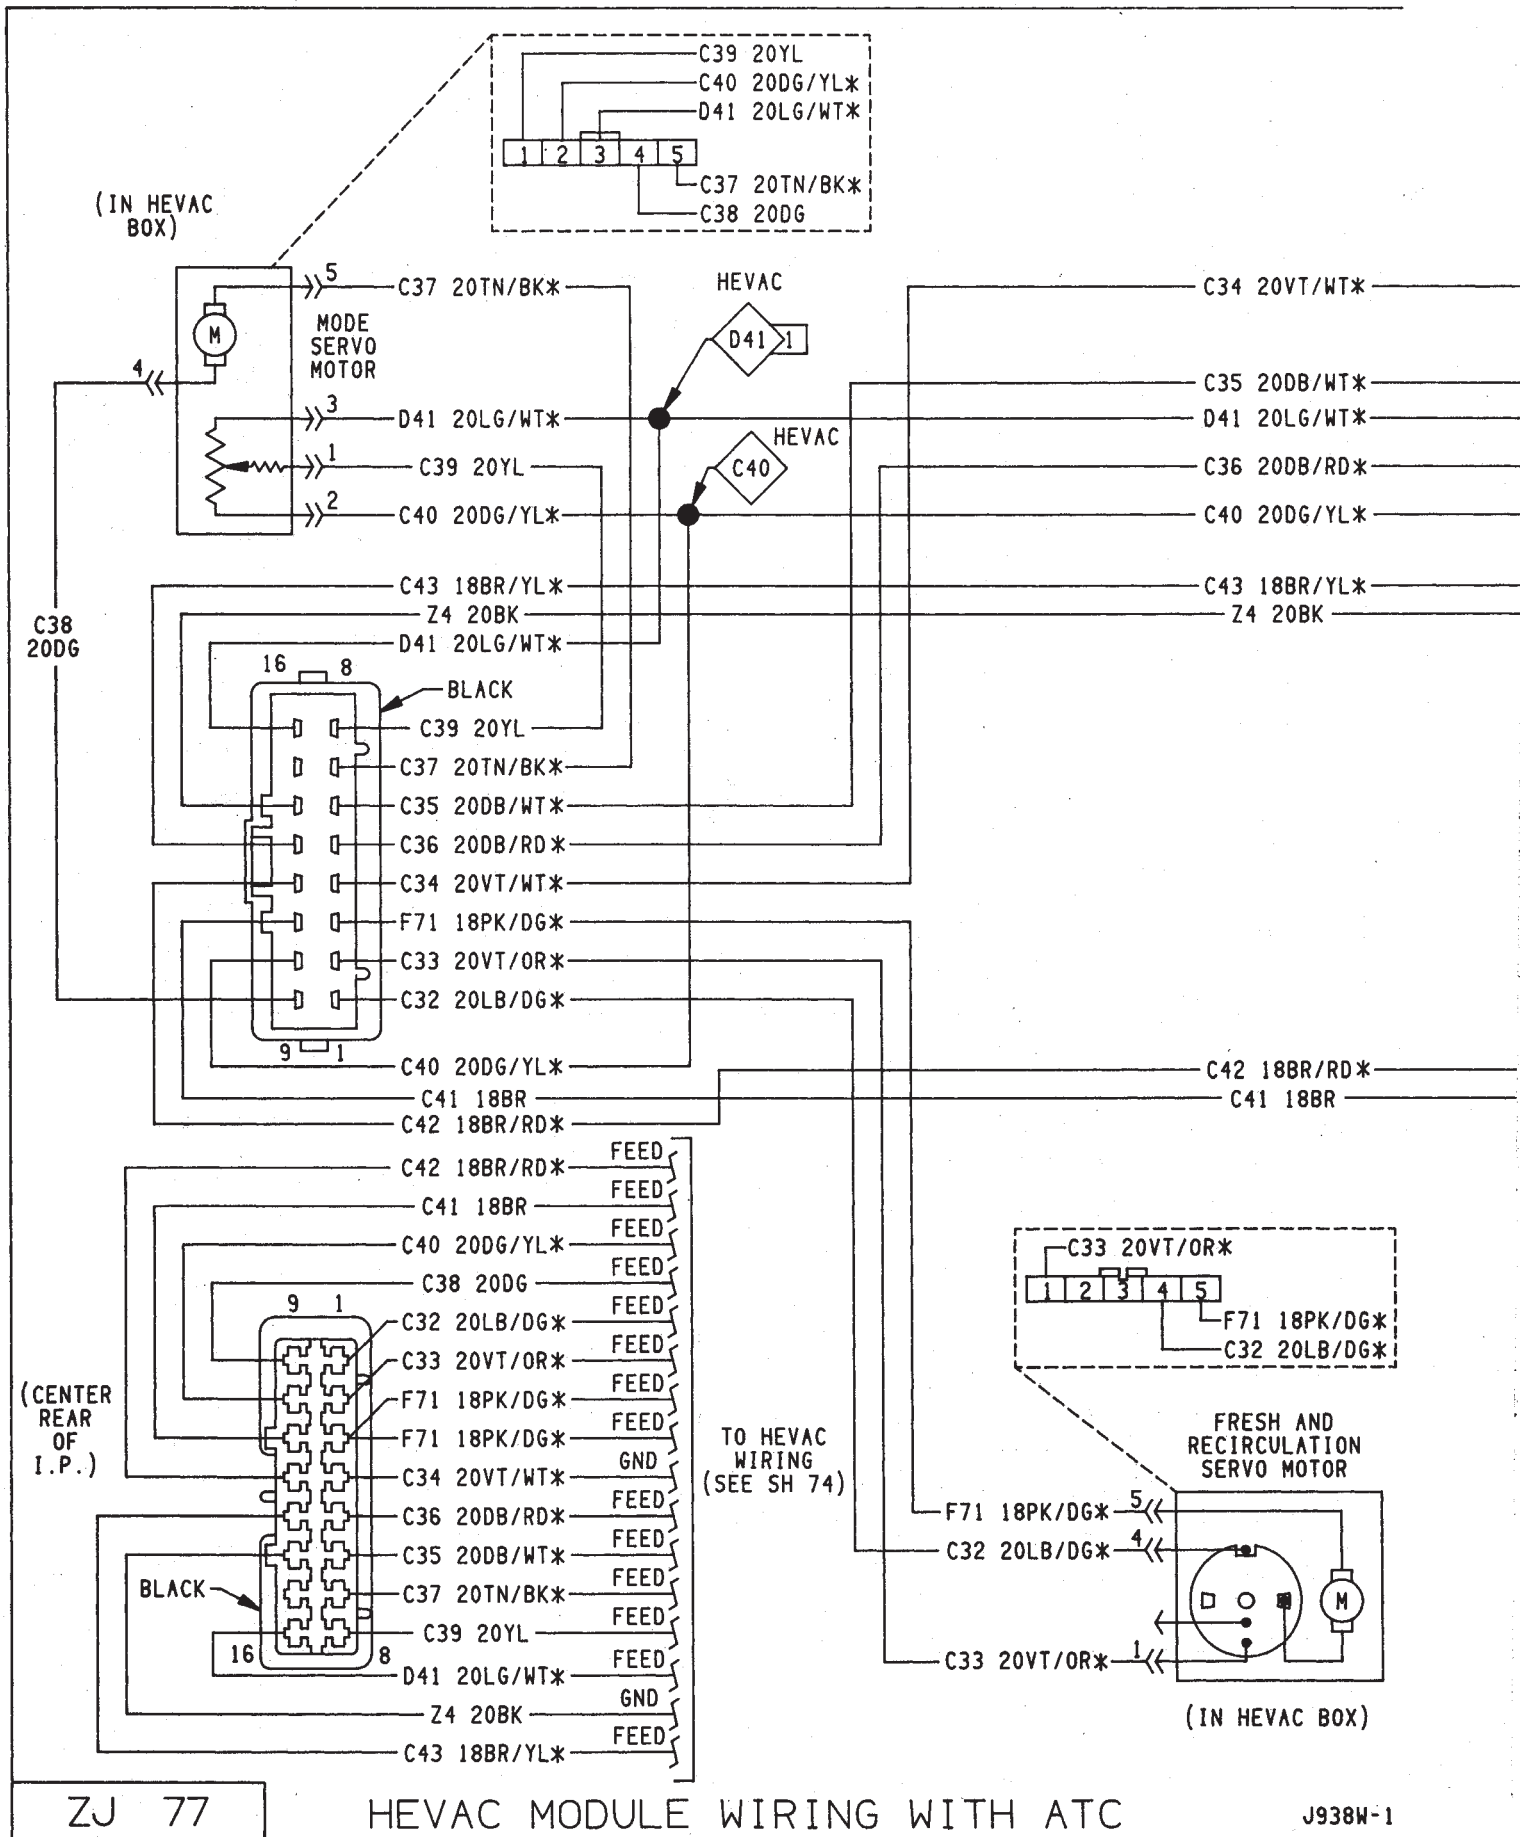 C39 20YL
C40 20DG/YL*
D41 20LG/WT*
1 2 3 4 5
C37 20TN/BK*
C38 20DG
(IN HEVAC
BOX)
5
C37 20TN/BK*
HEVAC
C34 20VT/WT*
M
MODE
SERVO
MOTOR
D41 1
4
C35 20DB/WT*
3
D41 20LG/WT*
D41 20LG/WT*
HEVAC
1
C39 20YL
C40
C36 20DB/RD*
2
C40 20DG/YL*
C40 20DG/YL*
C43 18BR/YL*
C43 18BR/YL*
Z4 20BK
Z4 20BK
C38
20DG
D41 20LG/WT*
16 8
BLACK
C39 20YL
C37 20TN/BK*
C35 20DB/WT*
C36 20DB/RD*
C34 20VT/WT*
F71 18PK/DG*
C33 20VT/OR*
C32 20LB/DG*
9 1
C40 20DG/YL*
C42 18BR/RD*
C41 18BR
C41 18BR
C42 18BR/RD*
C42 18BR/RD* FEED
C41 18BR FEED
C40 20DG/YL* FEED
C38 20DG FEED
9 1
C32 20LB/DG* FEED
C33 20VT/OR* FEED
F71 18PK/DG* FEED
F71 18PK/DG* FEED
C34 20VT/WT* GND
C36 20DB/RD* FEED
C35 20DB/WT* FEED
C37 20TN/BK* FEED
C39 20YL FEED
16 8
D41 20LG/WT* FEED
Z4 20BK GND
C43 18BR/YL* FEED
(CENTER
REAR
OF
I.P.)
BLACK
TO HEVAC
WIRING
(SEE SH 74)
C33 20VT/OR*
1 2 3 4 5
F71 18PK/DG*
C32 20LB/DG*
FRESH AND
RECIRCULATION
SERVO MOTOR
F71 18PK/DG* 5
C32 20LB/DG* 4
M
C33 20VT/OR* 1
(IN HEVAC BOX)
ZJ 77
HEVAC MODULE WIRING WITH ATC
J938W-1